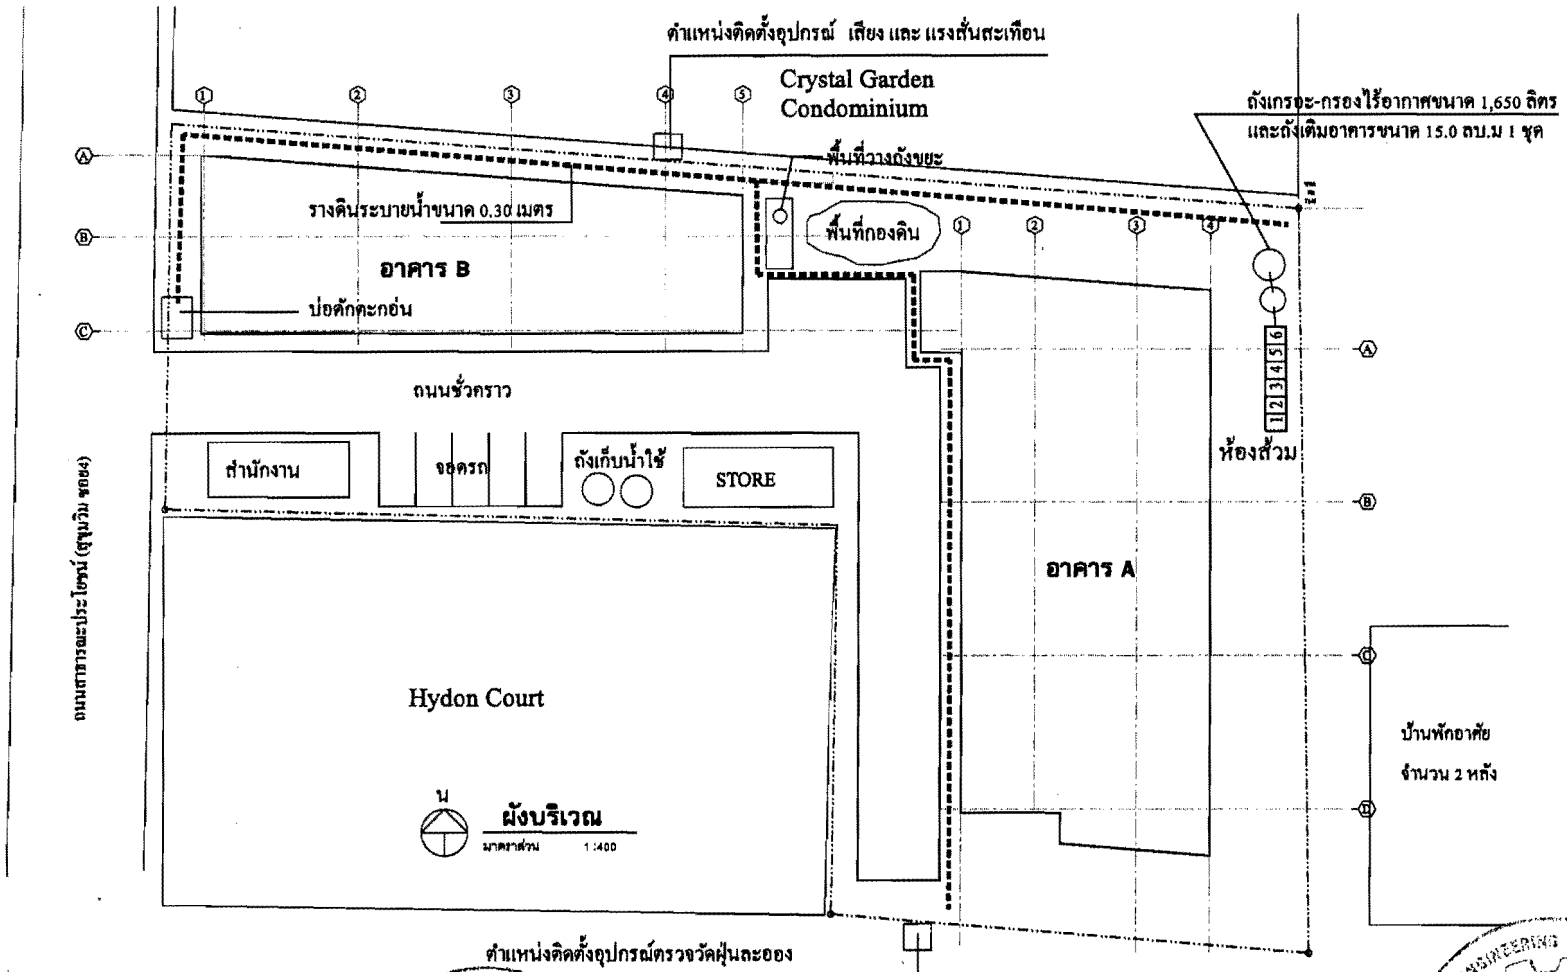 ตำแหน่งติดตั้งอุปกรณ์ เสียง และ แรงสั่นสะเทือน
Crystal Garden
Condominium
ถังเกรอะ-กรองไร้อากาศขนาด 1,650 ลิตร
และถังเติมอาคารขนาด 15.0 ลบ.ม 1 ชุด
1
2
3
4
5
A
พื้นที่วางถังขยะ
รางดินระบายน้ำขนาด 0.30 เมตร
B
พื้นที่กองดิน
1
2
3
4
อาคาร B
บ่อดักตะกอน
C
1 2 3 4 5 6
A
ถนนชั่วคราว
ห้องส้วม
สำนักงาน
จอดรถ
ถังเก็บน้ำใช้
STORE
B
ถนนสาธารณะประโยชน์ (สุขุมวิท ซอย4)
อาคาร A
C
Hydon Court
บ้านพักอาศัย
จำนวน 2 หลัง
น
ผังบริเวณ
มาตราส่วน 1:400
D
ตำแหน่งติดตั้งอุปกรณ์ตรวจวัดฝุ่นละออง